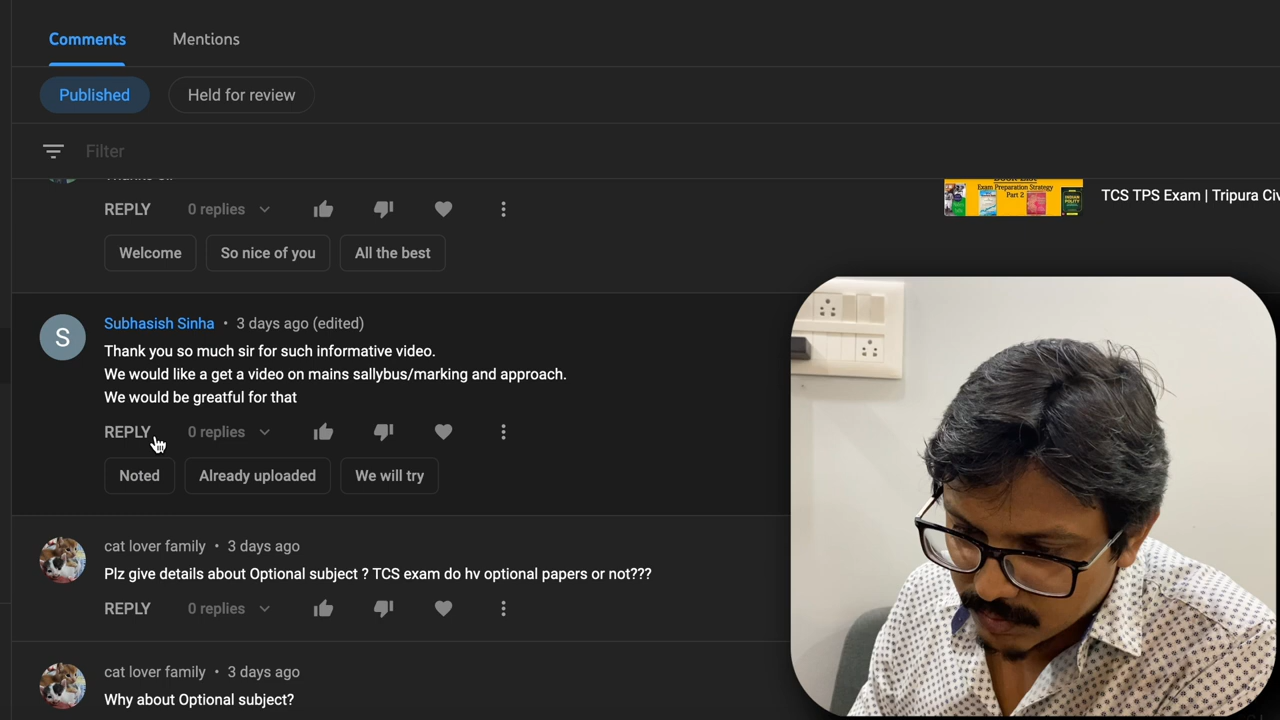 Comments
Mentions
Published
Held for review
Filter
REPLY
0 replies
Exam Preparation Strategy
Part 2
TCS TPS Exam | Tripura Civ
Welcome
So nice of you
All the best
S
Subhasish Sinha • 3 days ago (edited)
Thank you so much sir for such informative video.
We would like a get a video on mains sallybus/marking and approach.
We would be greatful for that
REPLY
0 replies
Noted
Already uploaded
We will try
cat lover family • 3 days ago
Plz give details about Optional subject ? TCS exam do hv optional papers or not???
REPLY
0 replies
cat lover family • 3 days ago
Why about Optional subject?